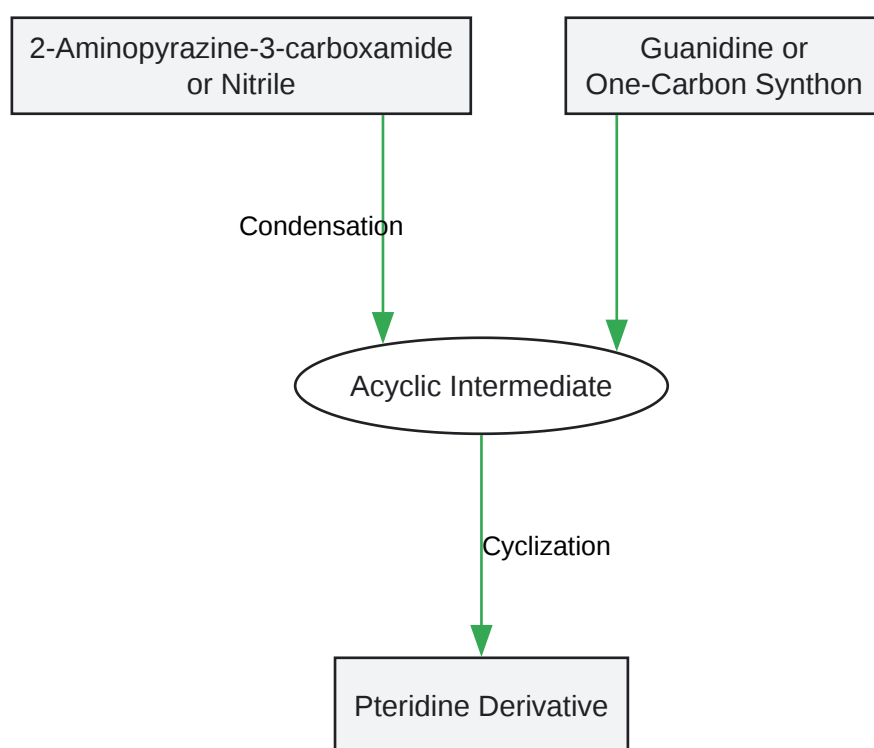 2-Aminopyrazine-3-carboxamide
or Nitrile
Guanidine or
One-Carbon Synthon
Condensation
Acyclic Intermediate
Cyclization
Pteridine Derivative